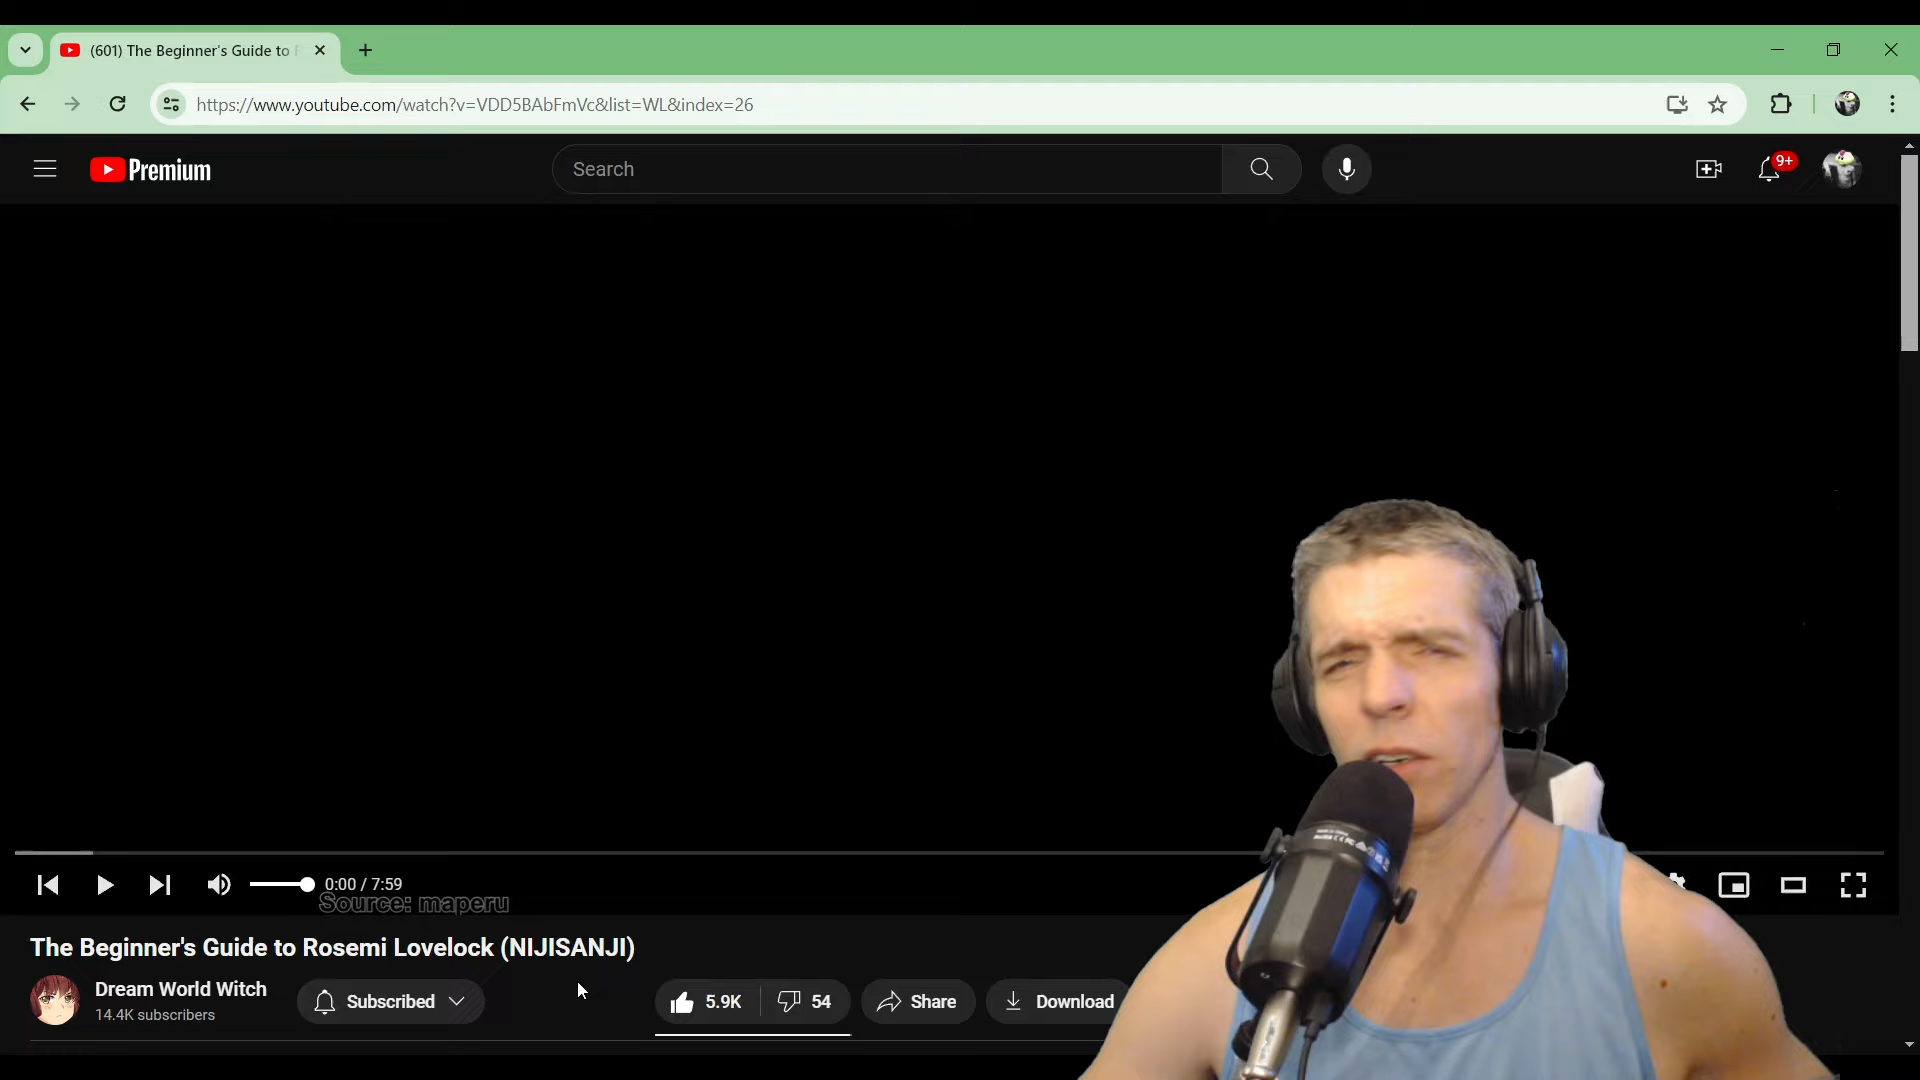 (601) The Beginner's Guide to
https://www.youtube.com/watch?v=VDD5BAbFmVc&list=WL&index=26
Premium
Search
9+
0:00 / 7:59
Source: maperu
The Beginner's Guide to Rosemi Lovelock (NIJISANJI)
Dream World Witch
14.4K subscribers
Subscribed
5.9K
54
Share
Download